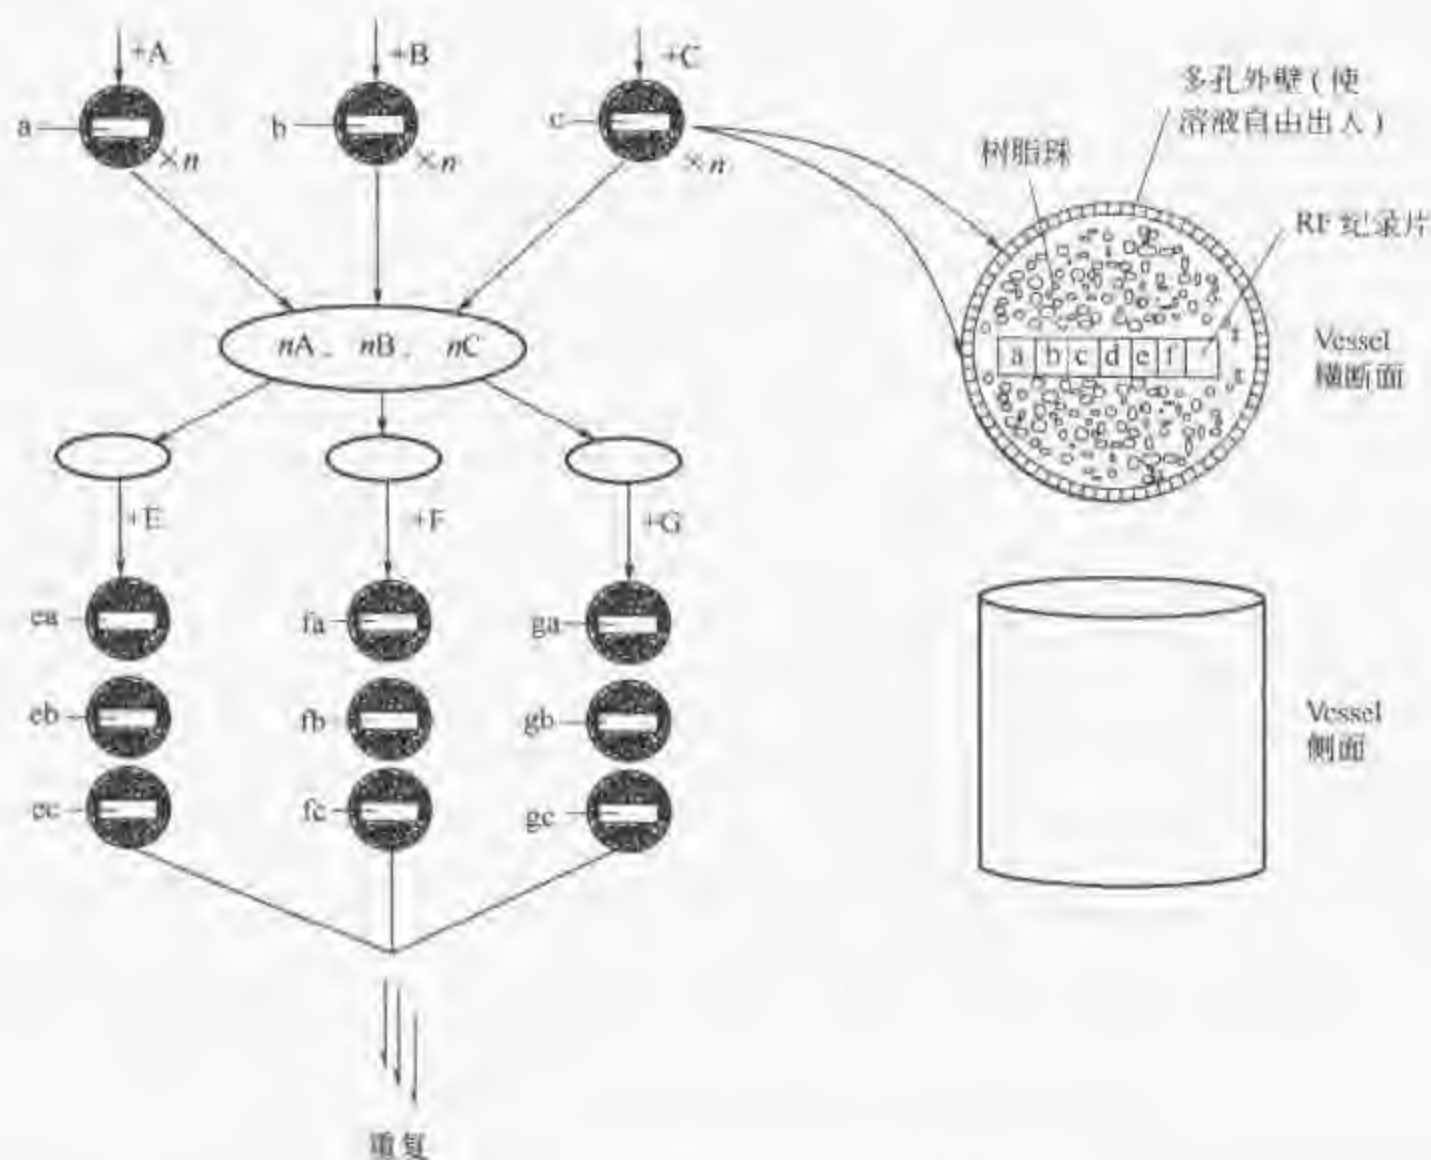 +A
+B
+C
a
b
c
×n
×n
×n
多孔外壁(使
溶液自由出入)
树脂珠
RF 纪录片
nA、 nB、 nC
a b c d e f
Vessel
横断面
+E
+F
+G
ea
fa
ga
eb
fb
gb
ec
fc
gc
Vessel
侧面
重复